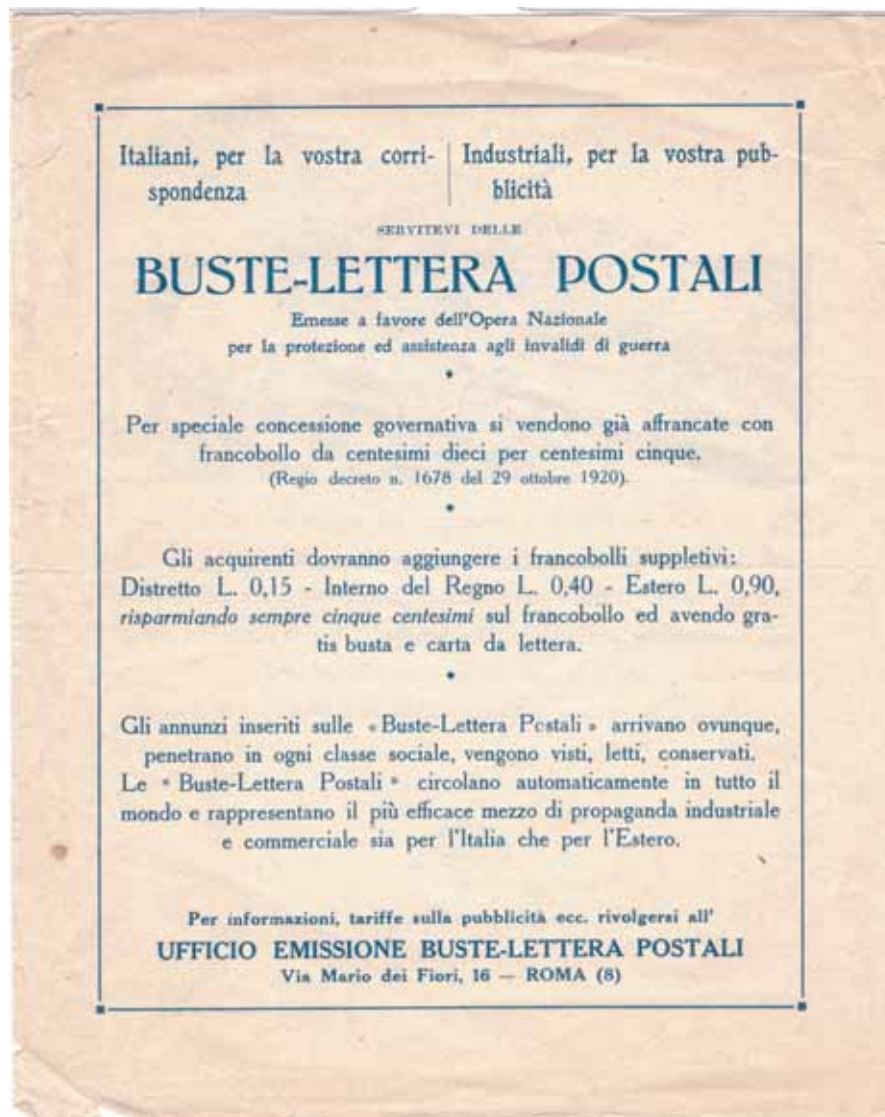 Italiani, per la vostra corri-
spondenza
Industriali, per la vostra pub-
blicità
SERVITEVI DELLE
BUSTE-LETTERA POSTALI
Emesse a favore dell'Opera Nazionale
per la protezione ed assistenza agli invalidi di guerra
Per speciale concessione governativa si vendono già affrancate con
francobollo da centesimi dieci per centesimi cinque.
(Regio decreto n. 1678 del 29 ottobre 1920).
Gli acquirenti dovranno aggiungere i francobolli suppletivi:
Distretto L. 0,15 - Interno del Regno L. 0,40 - Estero L. 0,90,
risparmiando sempre cinque centesimi sul francobollo ed avendo gra-
tis busta e carta da lettera.
Gli annunzi inseriti sulle «Buste-Lettera Postali» arrivano ovunque,
penetrano in ogni classe sociale, vengono visti, letti, conservati.
Le «Buste-Lettera Postali» circolano automaticamente in tutto il
mondo e rappresentano il più efficace mezzo di propaganda industriale
e commerciale sia per l'Italia che per l'Estero.
Per informazioni, tariffe sulla pubblicità ecc. rivolgersi all'
UFFICIO EMISSIONE BUSTE-LETTERA POSTALI
Via Mario dei Fiori, 16 — ROMA (8)